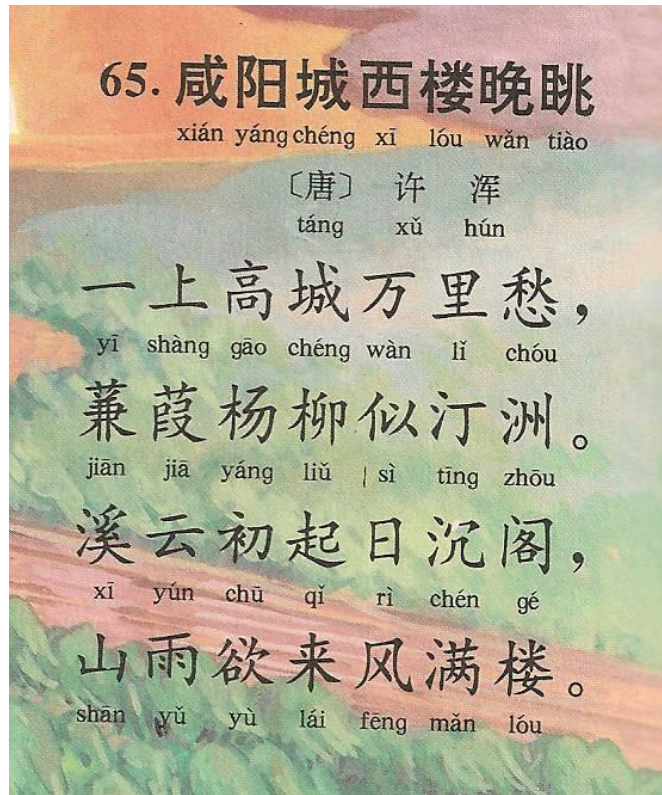 65. 咸阳城西楼晚眺
xián yáng chéng xī lóu wǎn tiào
〔唐〕 许 浑
táng xǔ hún
一上高城万里愁，
yī shàng gāo chéng wàn lǐ chóu
蒹葭杨柳似汀洲。
jiān jiā yáng liǔ sì tīng zhōu
溪云初起日沉阁，
xī yún chū qǐ rì chén gé
山雨欲来风满楼。
shān yǔ yù lái fēng mǎn lóu